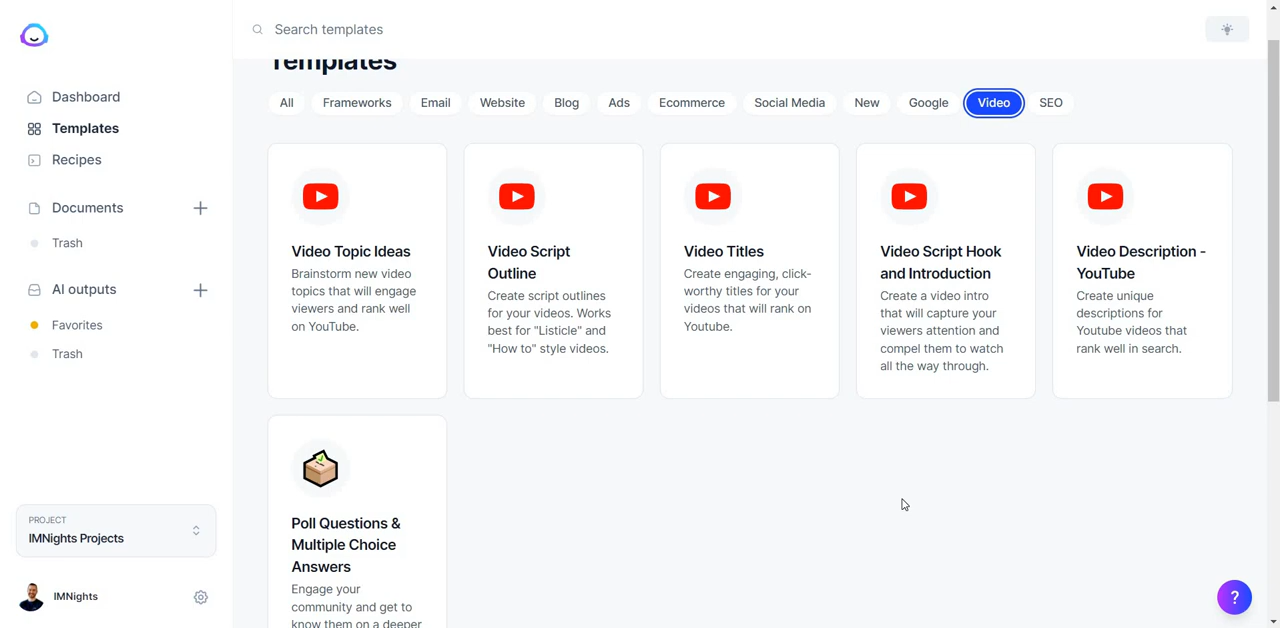 Search templates
Templates
Dashboard
Templates
Recipes
Documents
Trash
AI outputs
Favorites
Trash
PROJECT
IMNights Projects
IMNights
All
Frameworks
Email
Website
Blog
Ads
Ecommerce
Social Media
New
Google
Video
SEO
Video Topic Ideas
Brainstorm new video
topics that will engage
viewers and rank well
on YouTube.
Video Script
Outline
Create script outlines
for your videos. Works
best for "Listicle" and
"How to" style videos.
Video Titles
Create engaging, click-
worthy titles for your
videos that will rank on
Youtube.
Video Script Hook
and Introduction
Create a video intro
that will capture your
viewers attention and
compel them to watch
all the way through.
Video Description -
YouTube
Create unique
descriptions for
Youtube videos that
rank well in search.
Poll Questions &
Multiple Choice
Answers
Engage your
community and get to
know them on a deeper
?